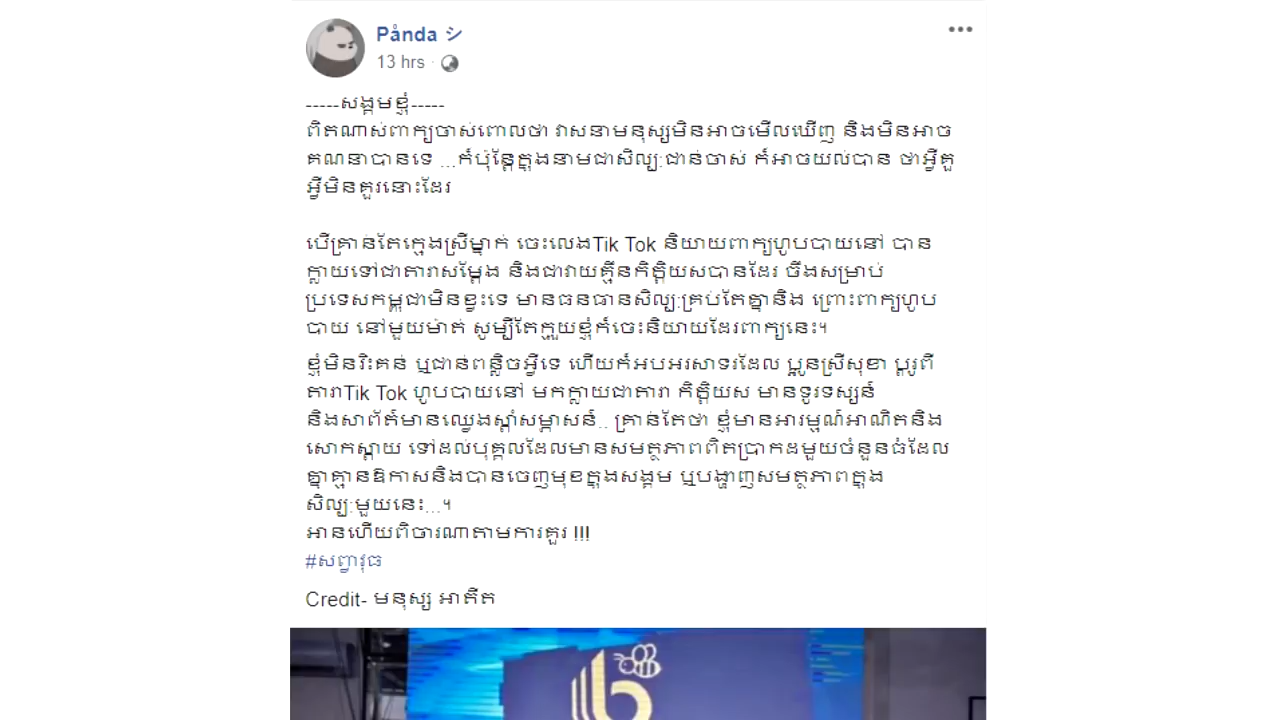 Pånda シ
13 hrs ·
-----សង្គមខ្ញុំ-----
ពិតណាស់ពាក្យចាស់ពោលថា វាសនាមនុស្សមិនអាចមើលឃើញ និងមិនអាច
គណនាបានទេ ...កំប៉ុន្តែក្នុងនាមជាសិល្បៈជាន់ចាស់ កំអាចយល់បាន ថាអ្វីគួ
អ្វីមិនគួរនោះដែរ
បើគ្រាន់តែក្មេងស្រីម្នាក់ ចេះលេងTik Tok និយាយពាក្យហូបបាយនៅ បាន
ក្លាយទៅជាតារាសម្តែង និងជាវាយគ្មីនកិត្តិយសបានដែរ ចឹងសម្រាប់
ប្រទេសកម្ពុជាមិនខ្វះទេ មានធនធានសិល្បៈគ្រប់តែគ្នានិង ព្រោះពាក្យហូប
បាយ នៅមួយម៉ាត់ សូម្បីតែក្មួយខ្ញុំកំចេះនិយាយដែរពាក្យនេះ។
ខ្ញុំមិនរិះគន់ ឬជាន់ពន្លិចអ្វីទេ ហើយកំអបអរសាទរដែល ប្អូនស្រីសុខា ប្តូរពី
តារាTik Tok ហូបបាយនៅ មកក្លាយជាតារា កិត្តិយស មានទូរទស្សន៍
និងសាព័ត៌មានឈ្វេងស្តាំសម្ភាសន៍.. គ្រាន់តែថា ខ្ញុំមានអារម្មណ៍អាណិតនិង
សោកស្តាយ ទៅដល់បុគ្គលដែលមានសមត្ថភាពពិតប្រាកដមួយចំនួនធំដែល
គ្នាគ្មានឱកាសនិងបានចេញមុខក្នុងសង្គម ឬបង្ហាញសមត្ថភាពក្នុង
សិល្បៈមួយនេះ...។
អានហើយពិចារណាតាមការគួរ !!!
#សព្វាវុធ
Credit- មនុស្ស អាតីត